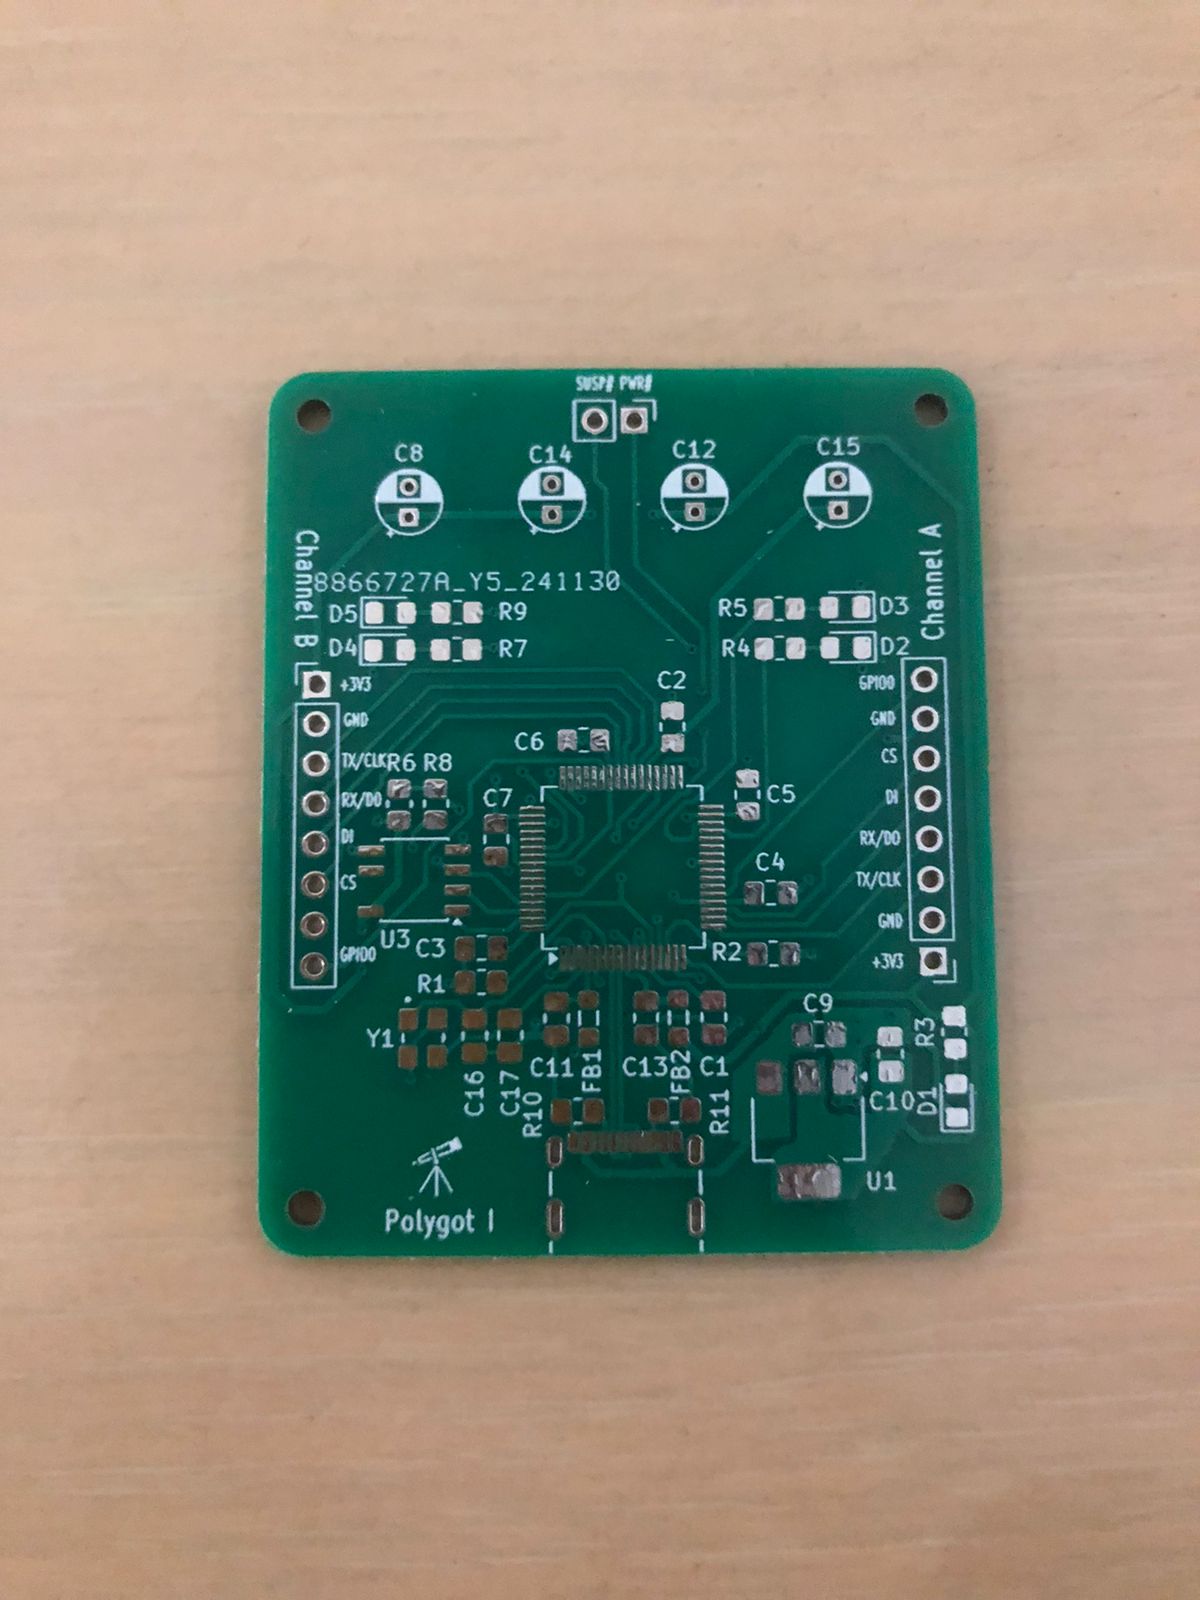 SUSP# PWR#
C8
C14
C12
C15
Channel B
Channel A
8866727A_Y5_241130
D5
R9
R5
D3
D4
R7
R4
D2
+3V3
GND
TX/CLK
RX/DO
DI
CS
GPIO0
GPIO0
GND
CS
DI
RX/DO
TX/CLK
GND
+3V3
C2
C6
R6 R8
C7
C5
C4
U3
C3
R2
R1
Y1
C16
C17
C11
FB1
C13
FB2
C1
C9
R3
C10
D1
R10
R11
U1
Polygot I